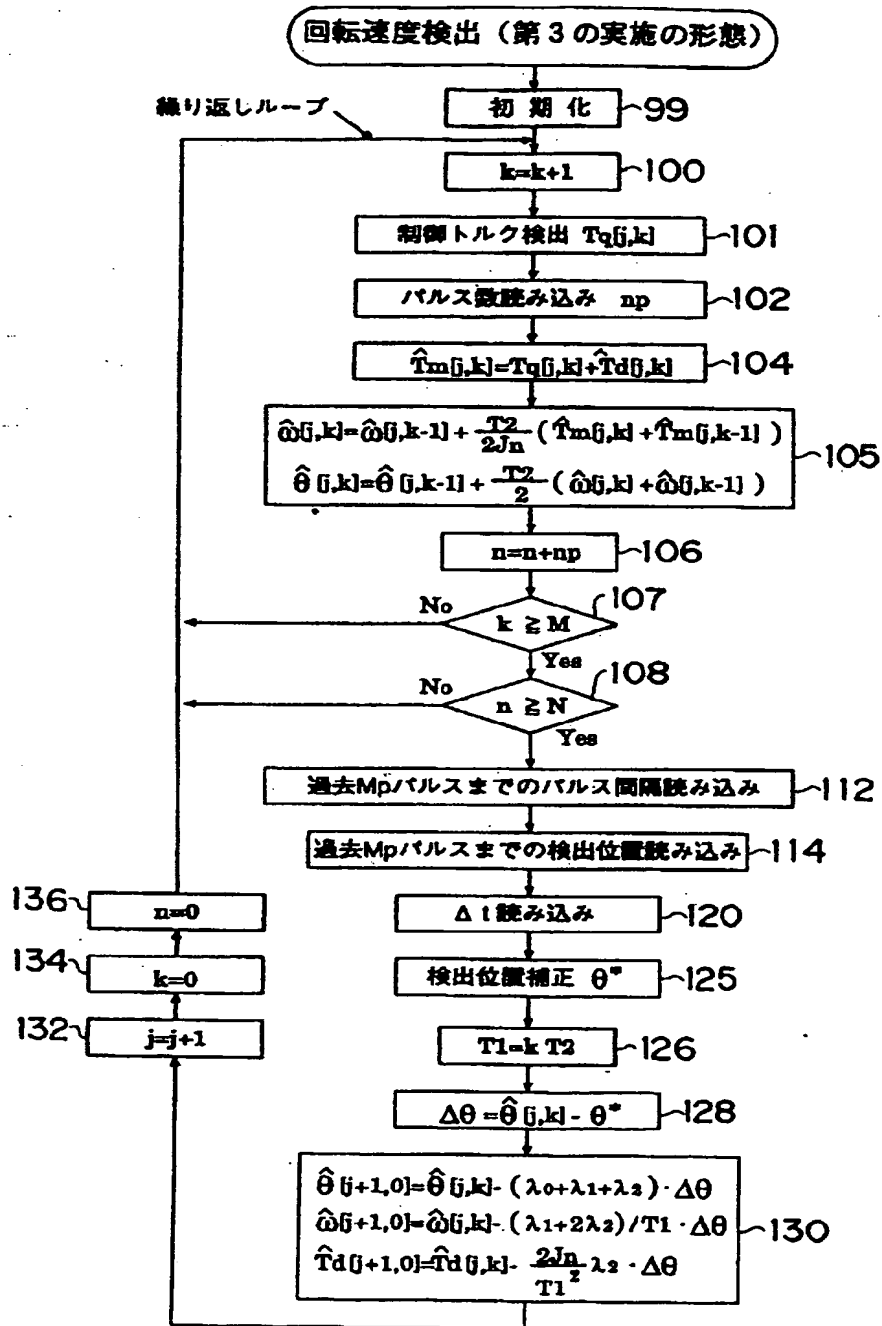 回転速度検出（第３の実施の形態）
繰り返しループ
初期化
99
k=k+1
100
制御トルク検出 Tq[j,k]
101
パルス数読み込み np
102
T̂m[j,k]=Tq[j,k]+T̂d[j,k]
104
ω̂[j,k]=ω̂[j,k-1] + T2/2Jn ( T̂m[j,k] + T̂m[j,k-1] )
θ̂[j,k]=θ̂[j,k-1] + T2/2 ( ω̂[j,k] + ω̂[j,k-1] )
105
n=n+np
106
k ≧ M
107
No
Yes
n ≧ N
108
No
Yes
過去Mpパルスまでのパルス間隔読み込み
112
過去Mpパルスまでの検出位置読み込み
114
Δt読み込み
120
検出位置補正 θ*
125
T1=k T2
126
Δθ=θ̂[j,k] - θ*
128
θ̂[j+1,0]=θ̂[j,k]- (λ0+λ1+λ2)・Δθ
ω̂[j+1,0]=ω̂[j,k]- (λ1+2λ2)/T1・Δθ
T̂d[j+1,0]=T̂d[j,k]- 2Jn/T1² λ2・Δθ
130
136
n=0
134
k=0
132
j=j+1